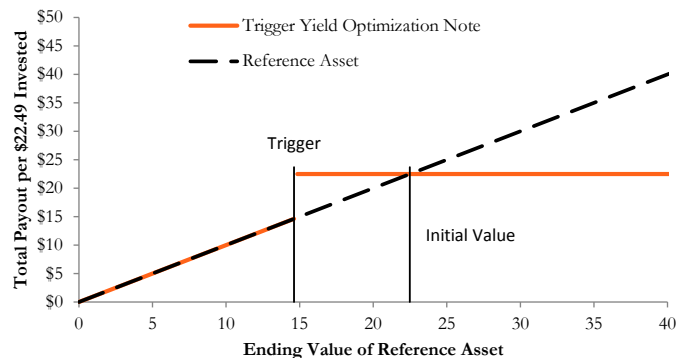 Total Payout per $22.49 Invested
$50
$45
$40
$35
$30
$25
$20
$15
$10
$5
$0
Trigger Yield Optimization Note
Reference Asset
Trigger
Initial Value
0 5 10 15 20 25 30 35 40
Ending Value of Reference Asset